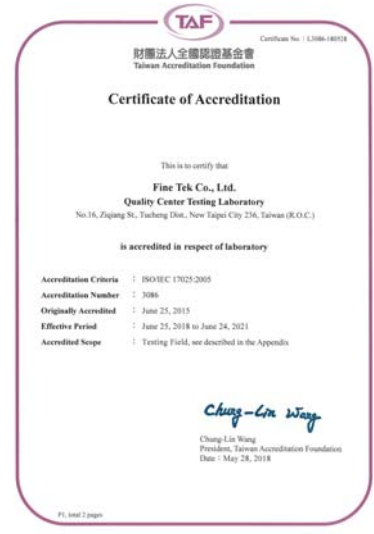 TAF
Certificate No. : L3086-180528
財團法人全國認證基金會
Taiwan Accreditation Foundation
Certificate of Accreditation
This is to certify that
Fine Tek Co., Ltd.
Quality Center Testing Laboratory
No.16, Ziqiang St., Tucheng Dist., New Taipei City 236, Taiwan (R.O.C.)
is accredited in respect of laboratory
Accreditation Criteria : ISO/IEC 17025:2005
Accreditation Number : 3086
Originally Accredited : June 25, 2015
Effective Period : June 25, 2018 to June 24, 2021
Accredited Scope : Testing Field, see described in the Appendix
Chung-Lin Wang
Chung-Lin Wang
President, Taiwan Accreditation Foundation
Date : May 28, 2018
P1, total 2 pages